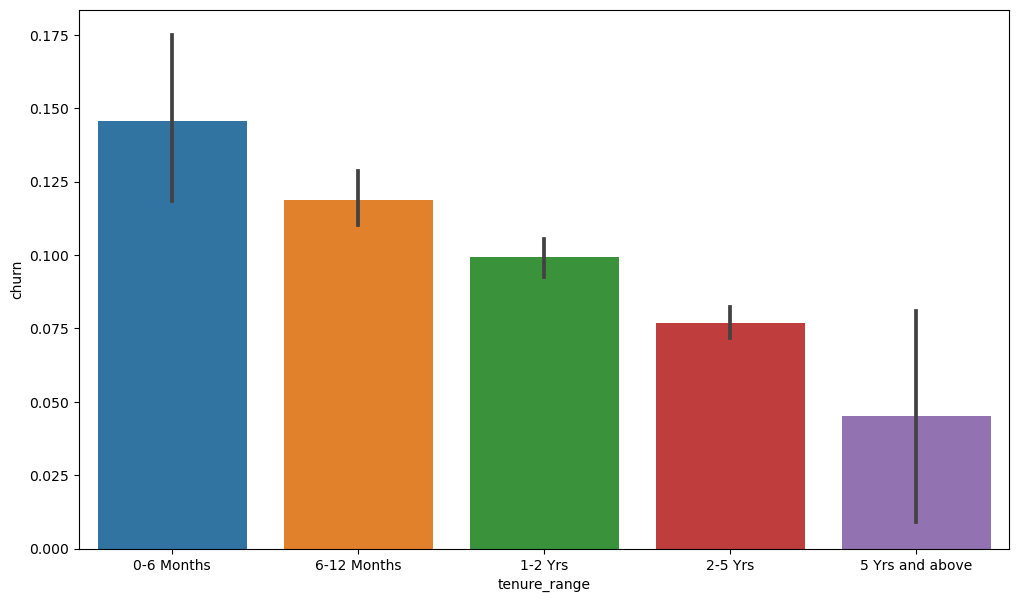 0.175
0.150
0.125
0.100
0.075
0.050
0.025
0.000
churn
0-6 Months
6-12 Months
1-2 Yrs
2-5 Yrs
5 Yrs and above
tenure_range